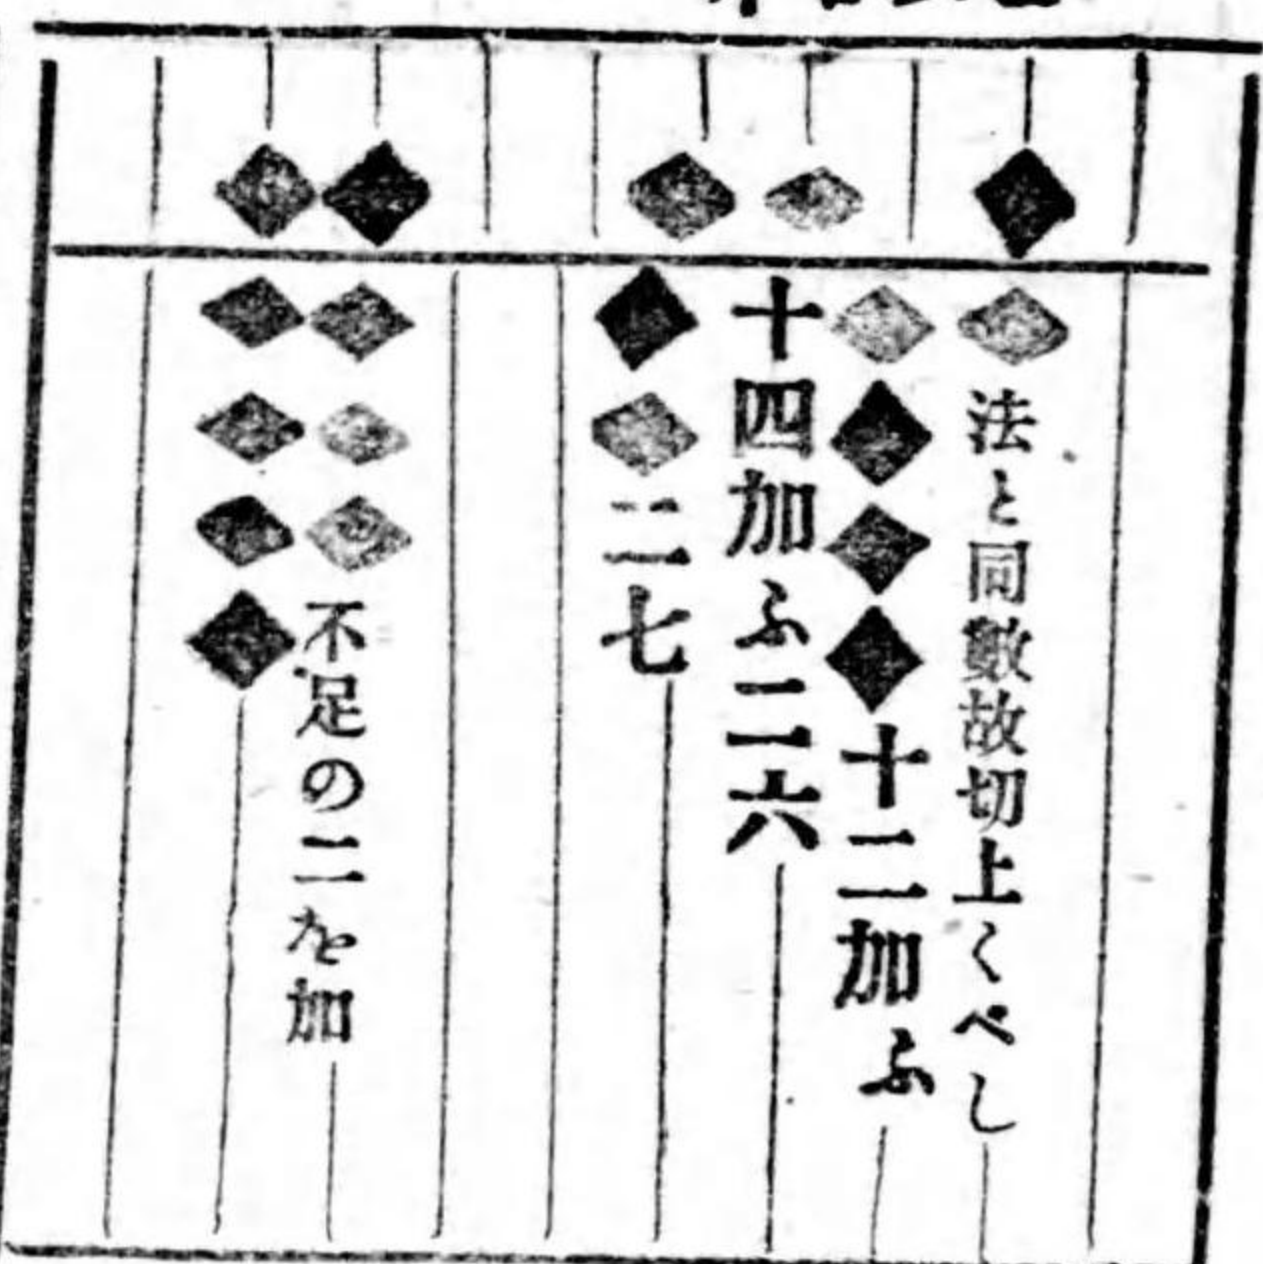 法と同數故切上くべし
十二加ふ
十四加ふ二六
二七
不足の二を加